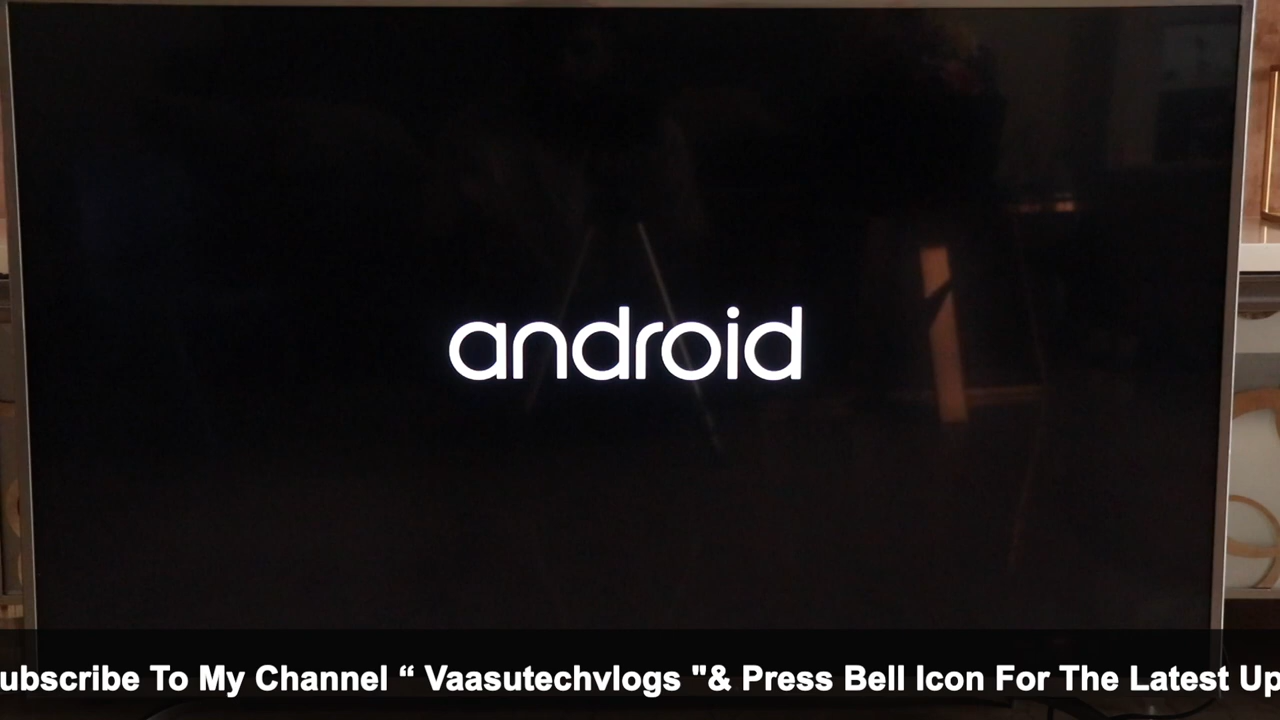 android
ubscribe To My Channel “ Vaasutechvlogs "& Press Bell Icon For The Latest Up